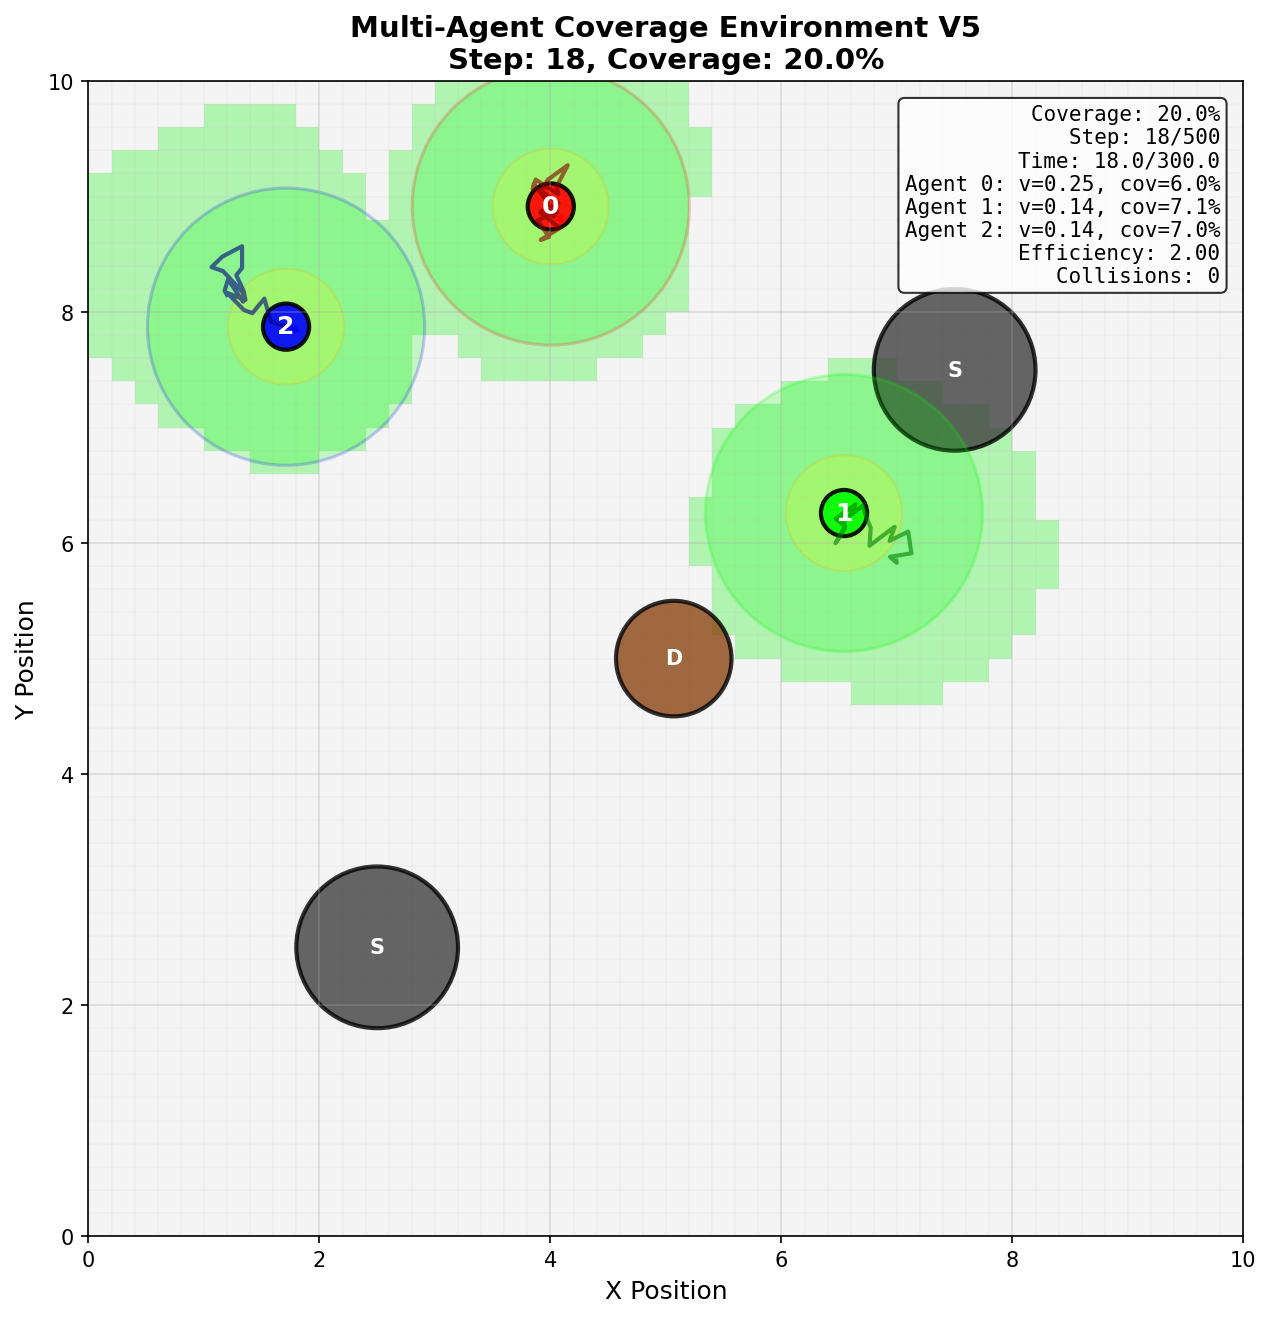 Multi-Agent Coverage Environment V5
Step: 18, Coverage: 20.0%
Coverage: 20.0%
Step: 18/500
Time: 18.0/300.0
Agent 0: v=0.25, cov=6.0%
Agent 1: v=0.14, cov=7.1%
Agent 2: v=0.14, cov=7.0%
Efficiency: 2.00
Collisions: 0
10
8
6
4
2
0
Y Position
0
2
S
1
D
S
0 2 4 6 8 10
X Position